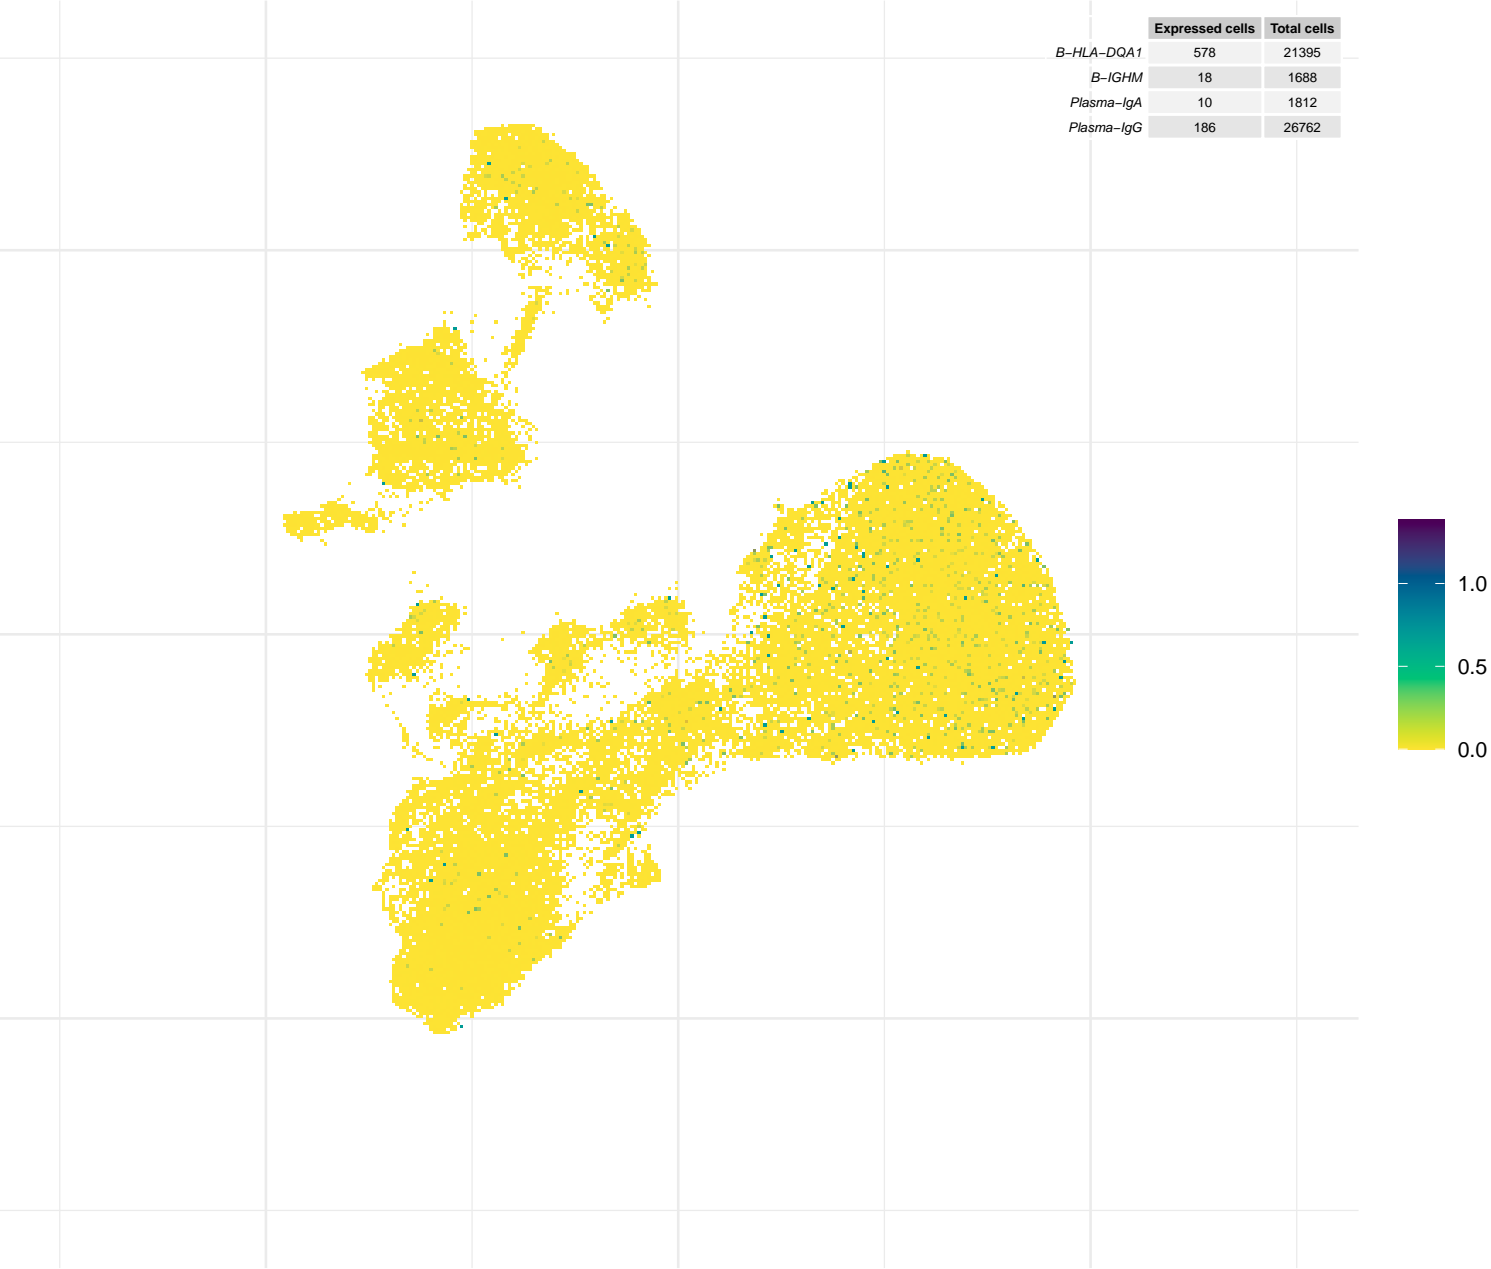 Expressed cells Total cells
B−HLA−DQA1 578 21395
B−IGHM 18 1688
Plasma−IgA 10 1812
Plasma−IgG 186 26762
1.0
0.5
0.0